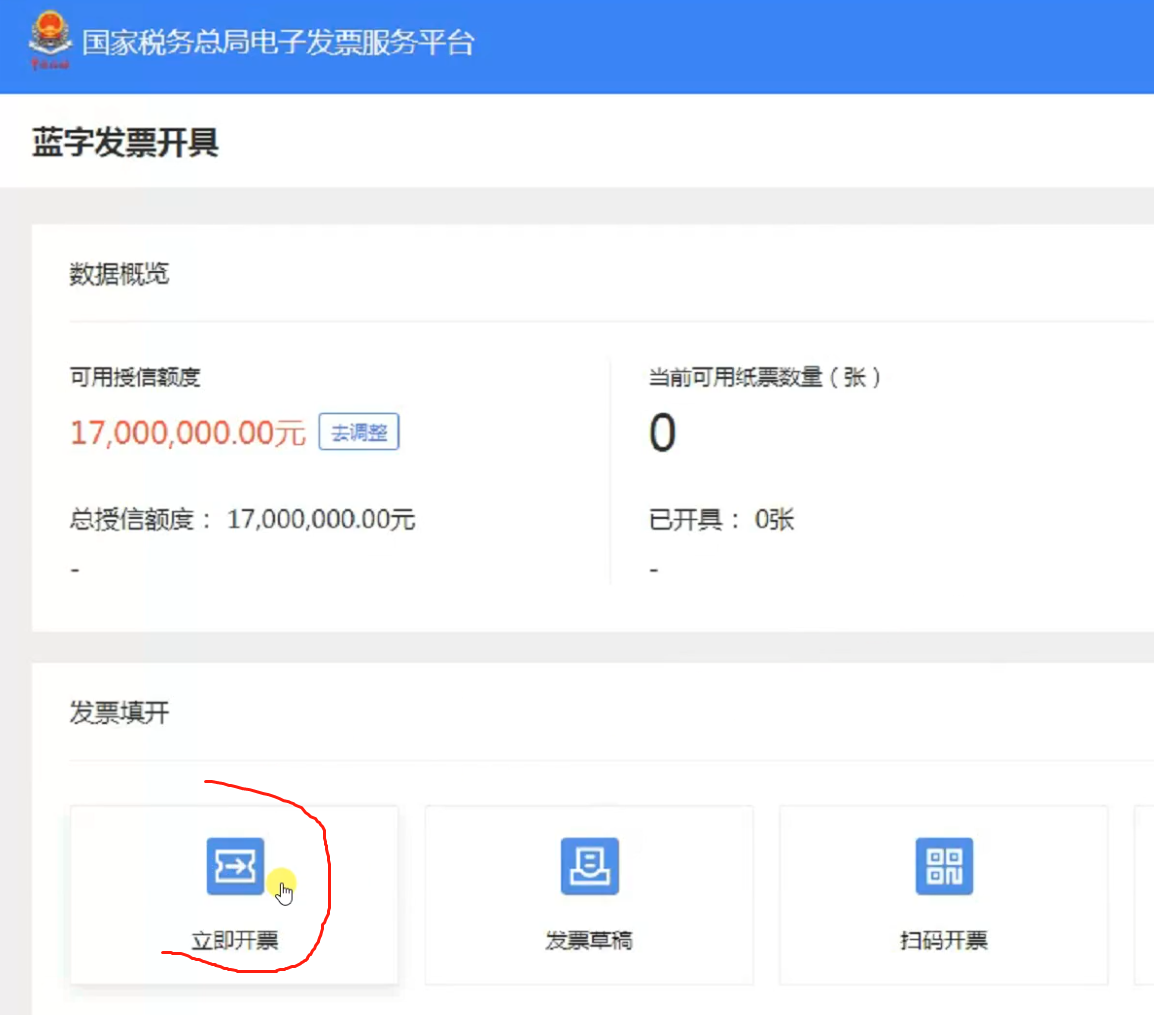 国家税务总局电子发票服务平台
蓝字发票开具
数据概览
可用授信额度
17,000,000.00元 去调整
总授信额度： 17,000,000.00元
-
当前可用纸票数量（张）
0
已开具： 0张
-
发票填开
立即开票
发票草稿
扫码开票